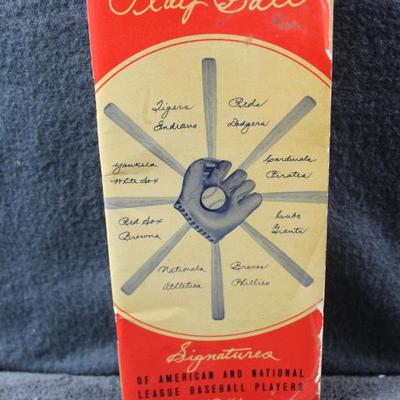 Play Ball
Tigers
Indians
Reds
Dodgers
Yankees
White Sox
Cardinals
Pirates
Red Sox
Browns
Cubs
Giants
Nationals
Athletics
Braves
Phillies
Signatures
OF AMERICAN AND NATIONAL
LEAGUE BASEBALL PLAYERS